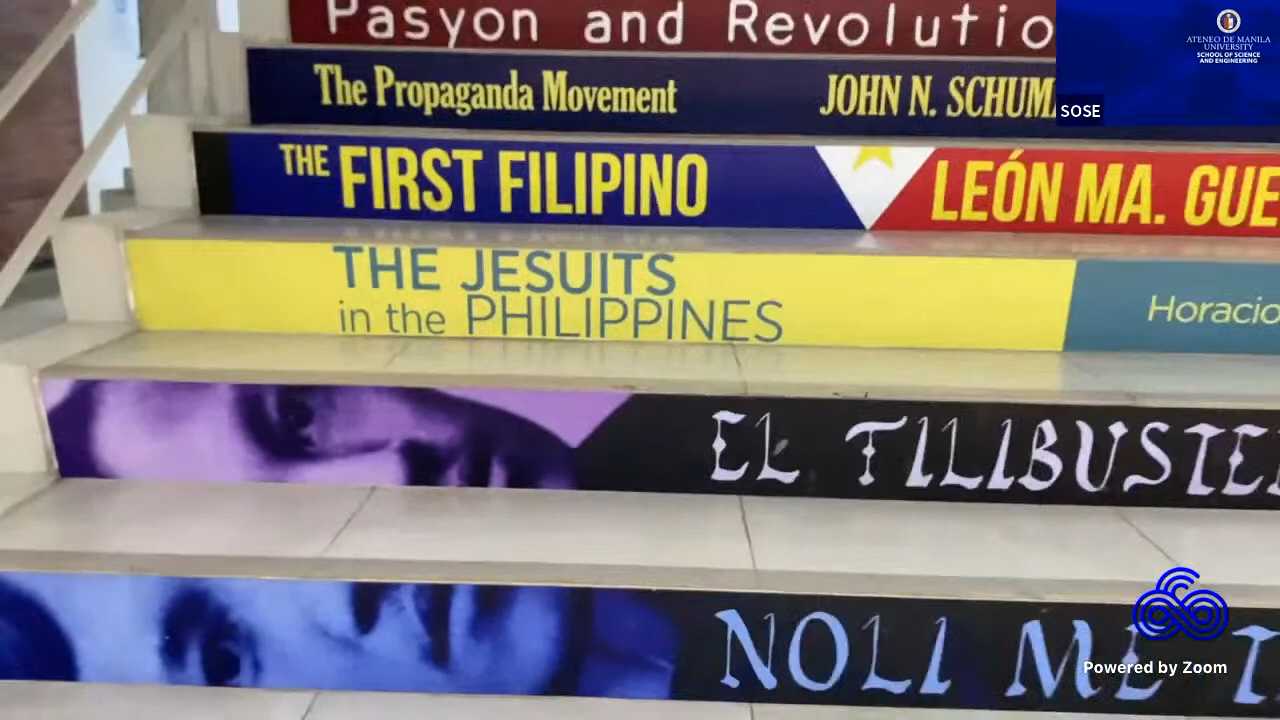 Pasyon and Revolutio
The Propaganda Movement JOHN N. SCHUM
THE FIRST FILIPINO LEÓN MA. GUE
THE JESUITS
in the PHILIPPINES
Horacio
EL FILIBUSTE
NOLI ME T
ATENEO DE MANILA
UNIVERSITY
SCHOOL OF SCIENCE
AND ENGINEERING
SOSE
Powered by Zoom